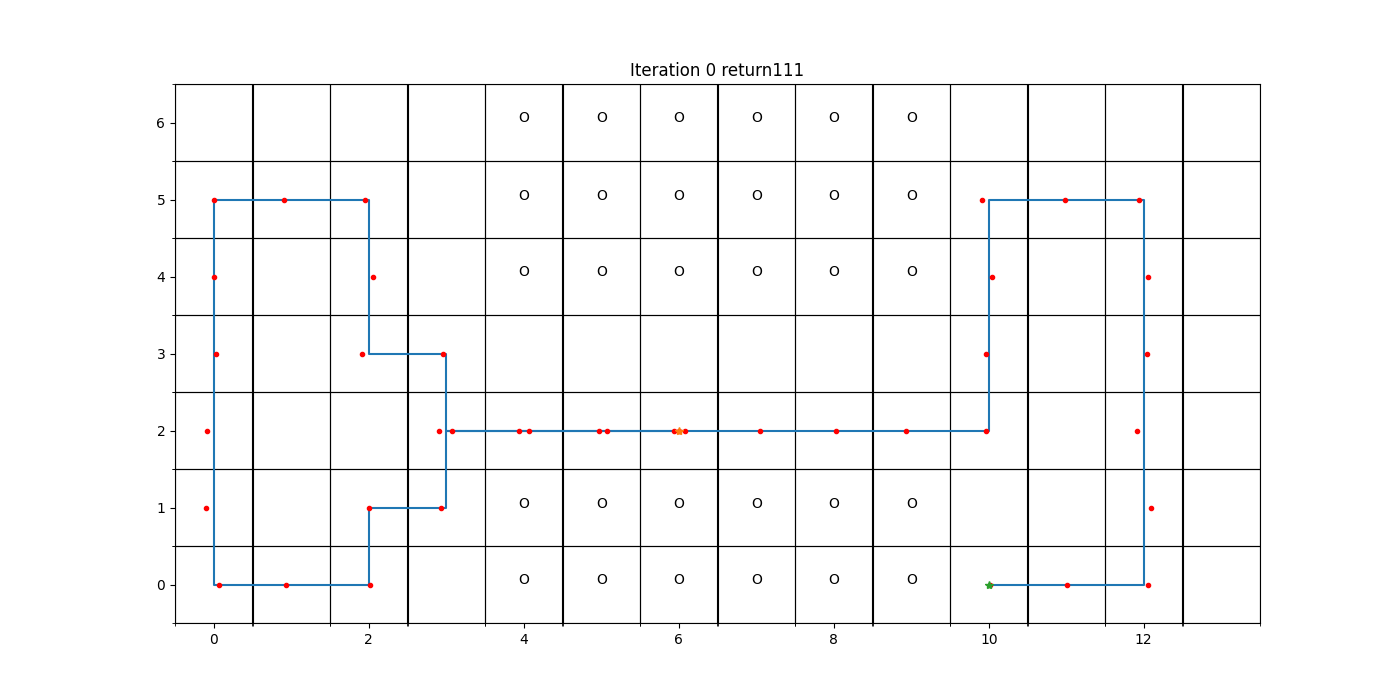 Iteration 0 return111
6 O O O O O O
5 O O O O O O
4 O O O O O O
3
2
1 O O O O O O
0 O O O O O O
0 2 4 6 8 10 12